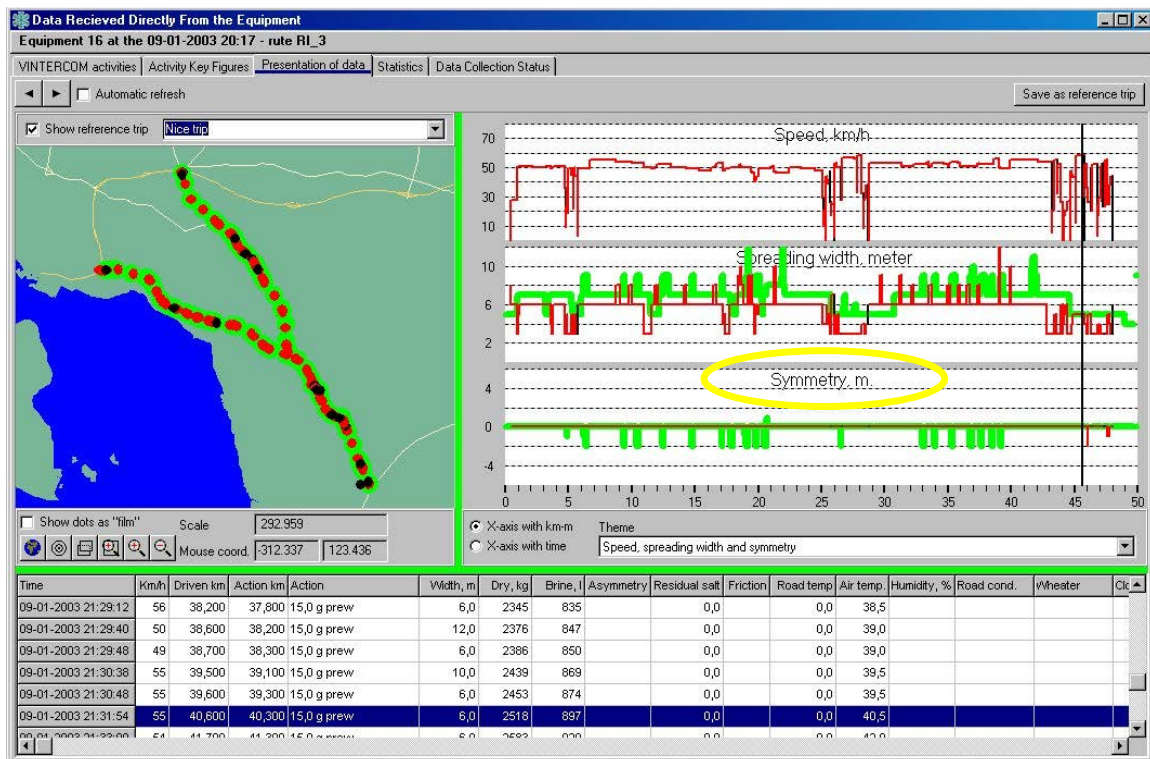 Data Recieved Directly From the Equipment
Equipment 16 at the 09-01-2003 20:17 - rute RI_3
VINTERCOM activities Activity Key Figures Presentation of data Statistics Data Collection Status
Automatic refresh Save as reference trip
Show refrerence trip Nice trip
Speed, km/h
70
50
30
10
Spreading width, meter
10
6
2
Symmetry, m.
4
0
-4
0 5 10 15 20 25 30 35 40 45 50
Show dots as "film" Scale 292.959
Mouse coord. -312.337 123.436
X-axis with km-m Theme
X-axis with time Speed, spreading width and symmetry
Time Km/h Driven km Action km Action Width, m Dry, kg Brine, l Asymmetry Residual salt Friction Road temp Air temp. Humidity, % Road cond. Wheater
09-01-2003 21:29:12 56 38,200 37,800 15,0 g prew 6,0 2345 835 0,0 0,0 38,5
09-01-2003 21:29:40 50 38,600 38,200 15,0 g prew 12,0 2376 847 0,0 0,0 39,0
09-01-2003 21:29:48 49 38,700 38,300 15,0 g prew 6,0 2386 850 0,0 0,0 39,0
09-01-2003 21:30:38 55 39,500 39,100 15,0 g prew 10,0 2439 869 0,0 0,0 39,5
09-01-2003 21:30:48 55 39,600 39,300 15,0 g prew 6,0 2453 874 0,0 0,0 39,5
09-01-2003 21:31:54 55 40,600 40,300 15,0 g prew 6,0 2518 897 0,0 0,0 40,5